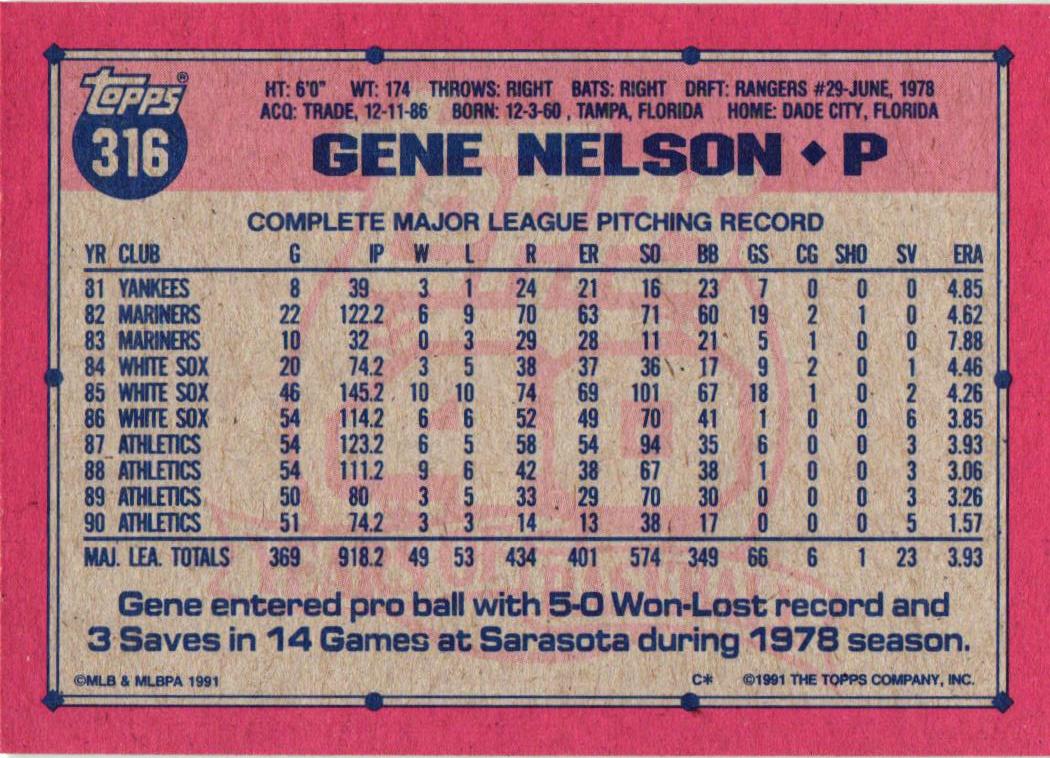 Topps®
316
HT: 6'0" WT: 174 THROWS: RIGHT BATS: RIGHT DRFT: RANGERS #29-JUNE, 1978
ACQ: TRADE, 12-11-86 BORN: 12-3-60 , TAMPA, FLORIDA HOME: DADE CITY, FLORIDA
GENE NELSON ◆ P
COMPLETE MAJOR LEAGUE PITCHING RECORD
YR CLUB G IP W L R ER SO BB GS CG SHO SV ERA
81 YANKEES 8 39 3 1 24 21 16 23 7 0 0 0 4.85
82 MARINERS 22 122.2 6 9 70 63 71 60 19 2 1 0 4.62
83 MARINERS 10 32 0 3 29 28 11 21 5 1 0 0 7.88
84 WHITE SOX 20 74.2 3 5 38 37 36 17 9 2 0 1 4.46
85 WHITE SOX 46 145.2 10 10 74 69 101 67 18 1 0 2 4.26
86 WHITE SOX 54 114.2 6 6 52 49 70 41 1 0 0 6 3.85
87 ATHLETICS 54 123.2 6 5 58 54 94 35 6 0 0 3 3.93
88 ATHLETICS 54 111.2 9 6 42 38 67 38 1 0 0 3 3.06
89 ATHLETICS 50 80 3 5 33 29 70 30 0 0 0 3 3.26
90 ATHLETICS 51 74.2 3 3 14 13 38 17 0 0 0 5 1.57
MAJ. LEA. TOTALS 369 918.2 49 53 434 401 574 349 66 6 1 23 3.93
Gene entered pro ball with 5-0 Won-Lost record and
3 Saves in 14 Games at Sarasota during 1978 season.
©MLB & MLBPA 1991 C* ©1991 THE TOPPS COMPANY, INC.